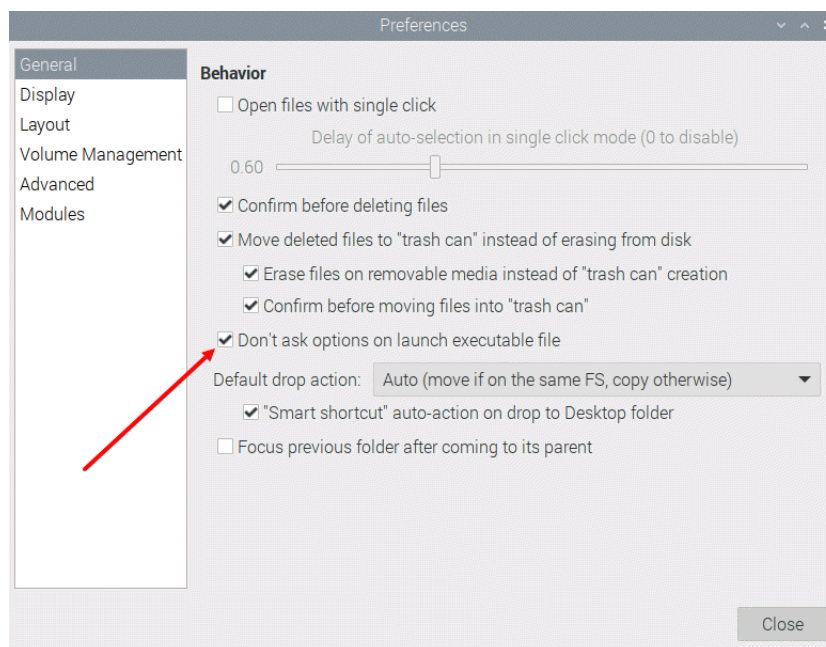 Preferences
General
Display
Layout
Volume Management
Advanced
Modules
Behavior
Open files with single click
Delay of auto-selection in single click mode (0 to disable)
0.60
Confirm before deleting files
Move deleted files to "trash can" instead of erasing from disk
Erase files on removable media instead of "trash can" creation
Confirm before moving files into "trash can"
Don't ask options on launch executable file
Default drop action: Auto (move if on the same FS, copy otherwise)
"Smart shortcut" auto-action on drop to Desktop folder
Focus previous folder after coming to its parent
Close